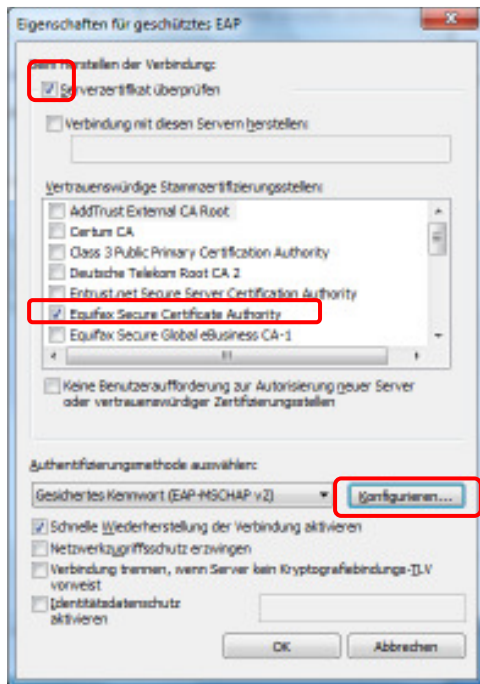 Eigenschaften für geschütztes EAP
Beim Herstellen der Verbindung:
Serverzertifikat überprüfen
Verbindung mit diesen Servern herstellen:
Vertrauenswürdige Stammzertifizierungsstellen:
AddTrust External CA Root
Certum CA
Class 3 Public Primary Certification Authority
Deutsche Telekom Root CA 2
Entrust.net Secure Server Certification Authority
Equifax Secure Certificate Authority
Equifax Secure Global eBusiness CA-1
Keine Benutzeraufforderung zur Autorisierung neuer Server
oder vertrauenswürdiger Zertifizierungsstellen
Authentifizierungsmethode auswählen:
Gesichertes Kennwort (EAP-MSCHAP v2) Konfigurieren...
Schnelle Wiederherstellung der Verbindung aktivieren
Netzwerkzugriffsschutz erzwingen
Verbindung trennen, wenn Server kein Kryptografiebindungs-TLV
vorweist
Identitätsdatenschutz
aktivieren
OK Abbrechen